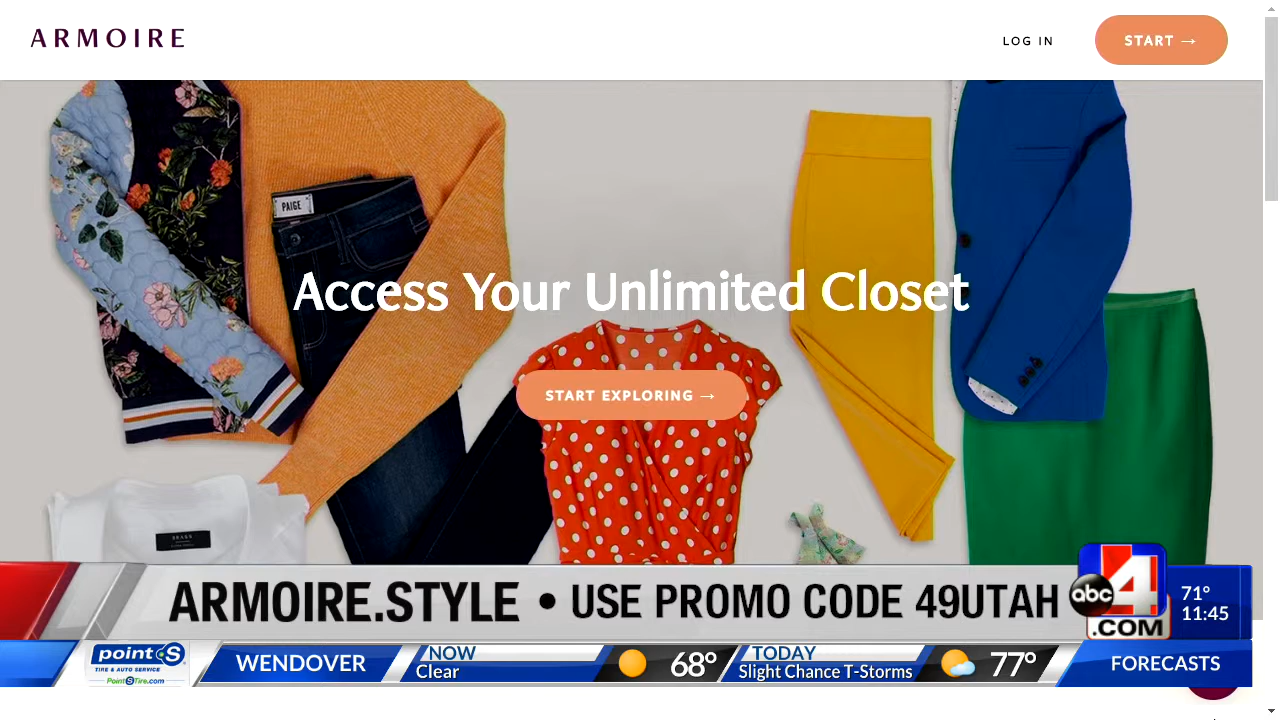 ARMOIRE
LOG IN
START →
PAIGE
Access Your Unlimited Closet
START EXPLORING →
ARMOIRE.STYLE • USE PROMO CODE 49UTAH
abc 4 .COM
71°
11:45
point S
TIRE & AUTO SERVICE
PointSTire.com
WENDOVER
NOW
Clear
68°
TODAY
Slight Chance T-Storms
77°
FORECASTS